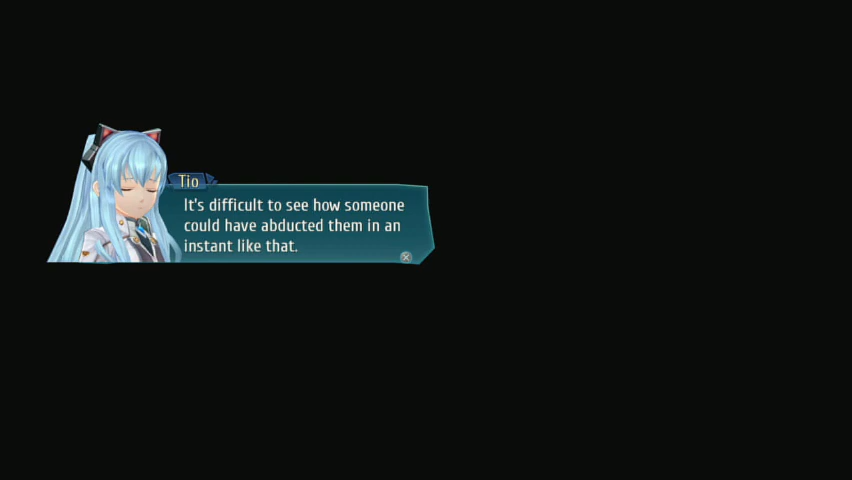 Tio
It's difficult to see how someone
could have abducted them in an
instant like that.